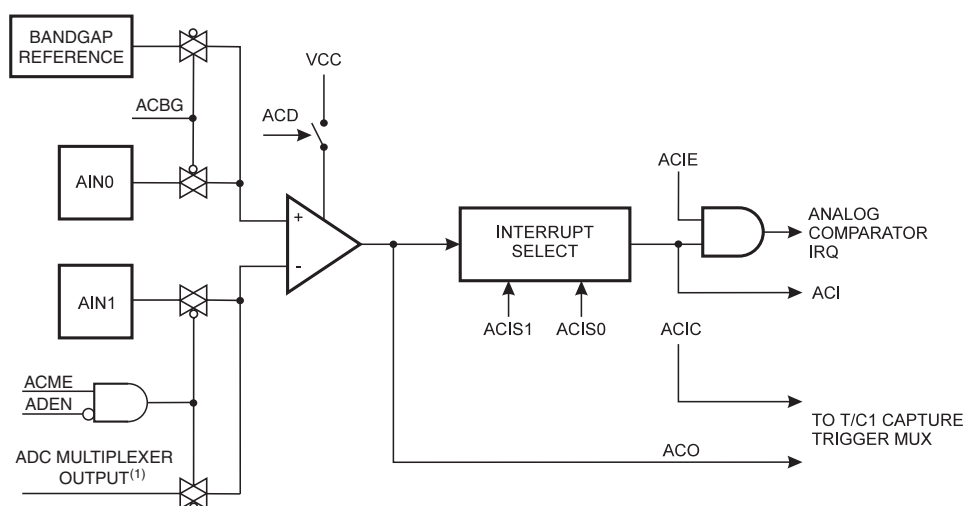 BANDGAP
REFERENCE
VCC
ACBG
ACD
AIN0
ACIE
+
INTERRUPT
SELECT
ANALOG
COMPARATOR
IRQ
-
AIN1
ACI
ACIS1
ACIS0
ACIC
ACME
ADEN
TO T/C1 CAPTURE
TRIGGER MUX
ACO
ADC MULTIPLEXER
OUTPUT(1)